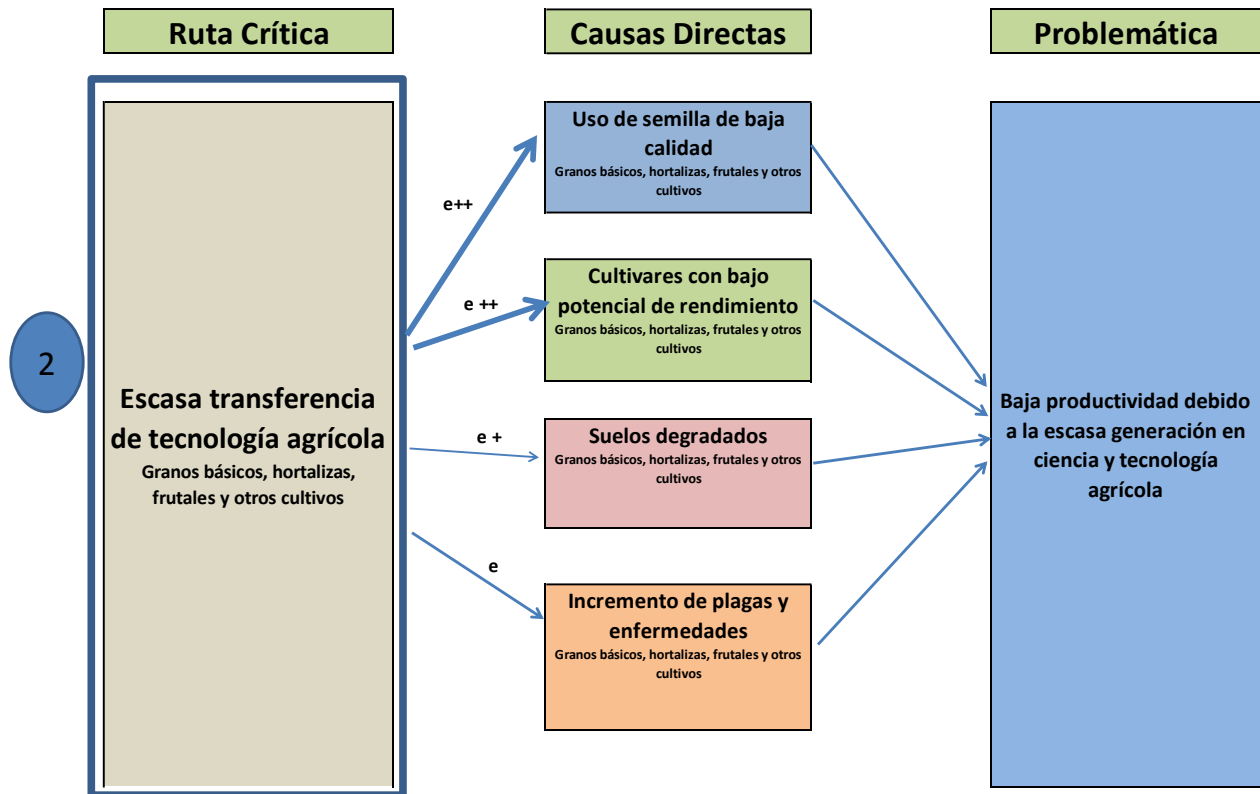 Ruta Crítica
Causas Directas
Problemática
2
Escasa transferencia
de tecnología agrícola
Granos básicos, hortalizas,
frutales y otros cultivos
e++
e ++
e +
e
Uso de semilla de baja
calidad
Granos básicos, hortalizas, frutales y otros
cultivos
Cultivares con bajo
potencial de rendimiento
Granos básicos, hortalizas, frutales y otros
cultivos
Suelos degradados
Granos básicos, hortalizas, frutales y otros
cultivos
Incremento de plagas y
enfermedades
Granos básicos, hortalizas, frutales y otros
cultivos
Baja productividad debido
a la escasa generación en
ciencia y tecnología
agrícola